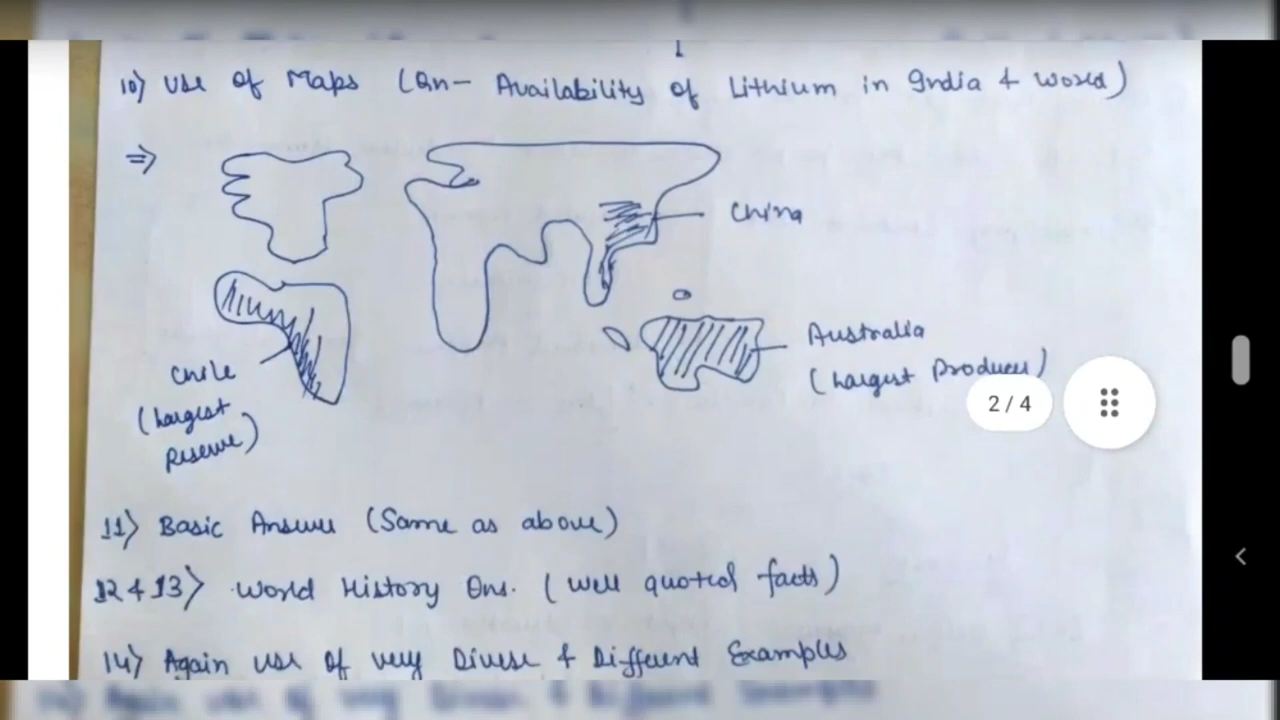 10) Use of Maps (Qn- Availability of Lithium in India & World)
=>
China
Australia
(Largest Producer)
Chile
(Largest
Reserve)
2/4
11) Basic Answer (Same as above)
12 & 13) World History Qns. (Well quoted facts)
14) Again use of very Diverse & Different Examples